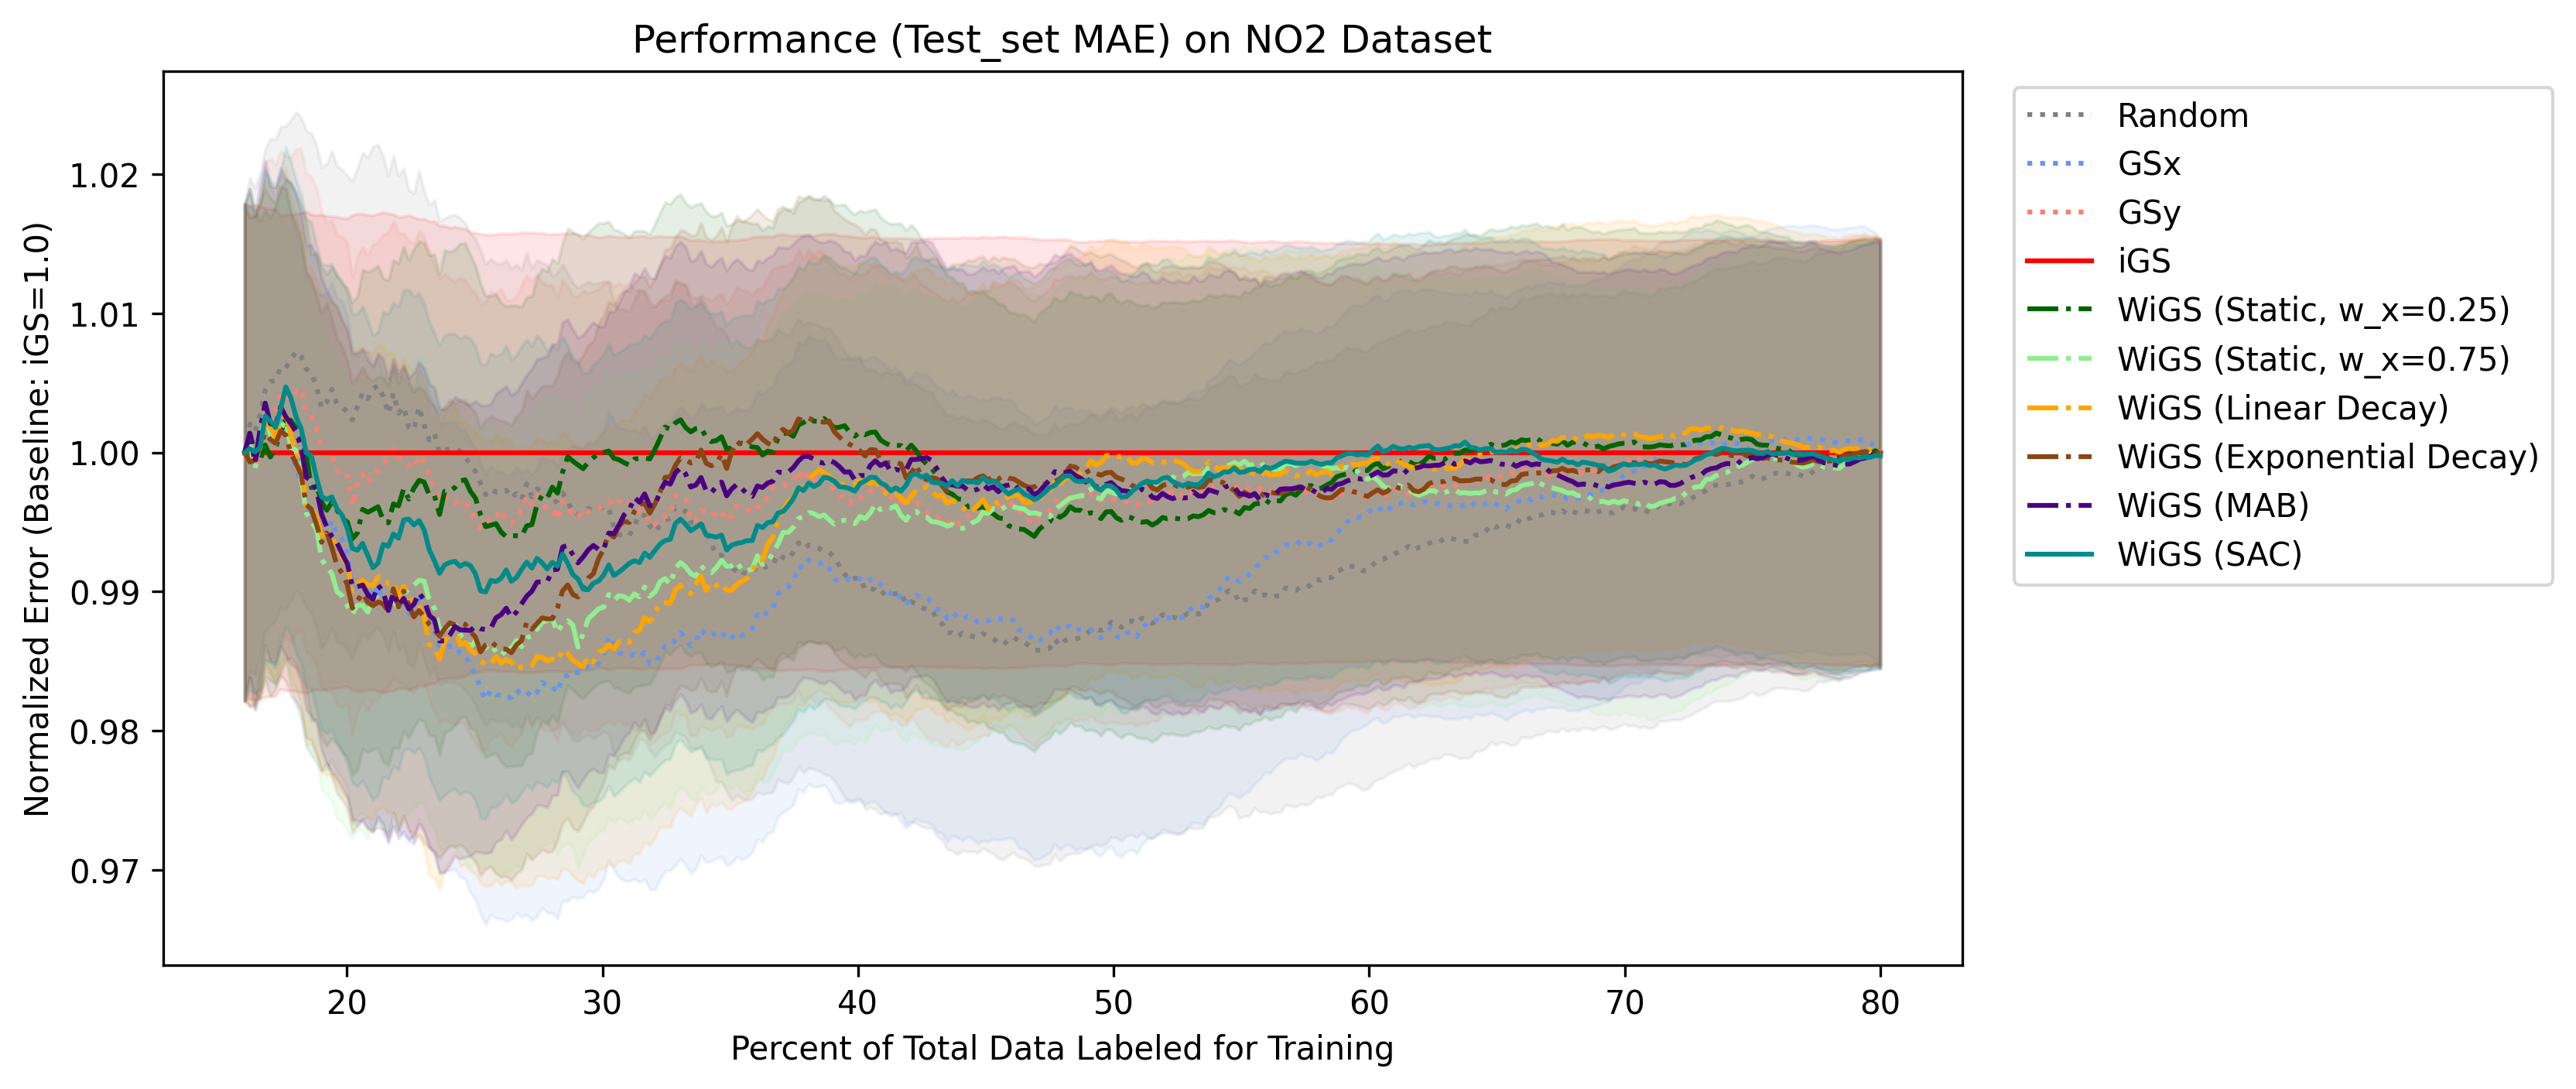 Performance (Test_set MAE) on NO2 Dataset
Normalized Error (Baseline: iGS=1.0)
1.02
1.01
1.00
0.99
0.98
0.97
20 30 40 50 60 70 80
Percent of Total Data Labeled for Training
Random
GSx
GSy
iGS
WiGS (Static, w_x=0.25)
WiGS (Static, w_x=0.75)
WiGS (Linear Decay)
WiGS (Exponential Decay)
WiGS (MAB)
WiGS (SAC)